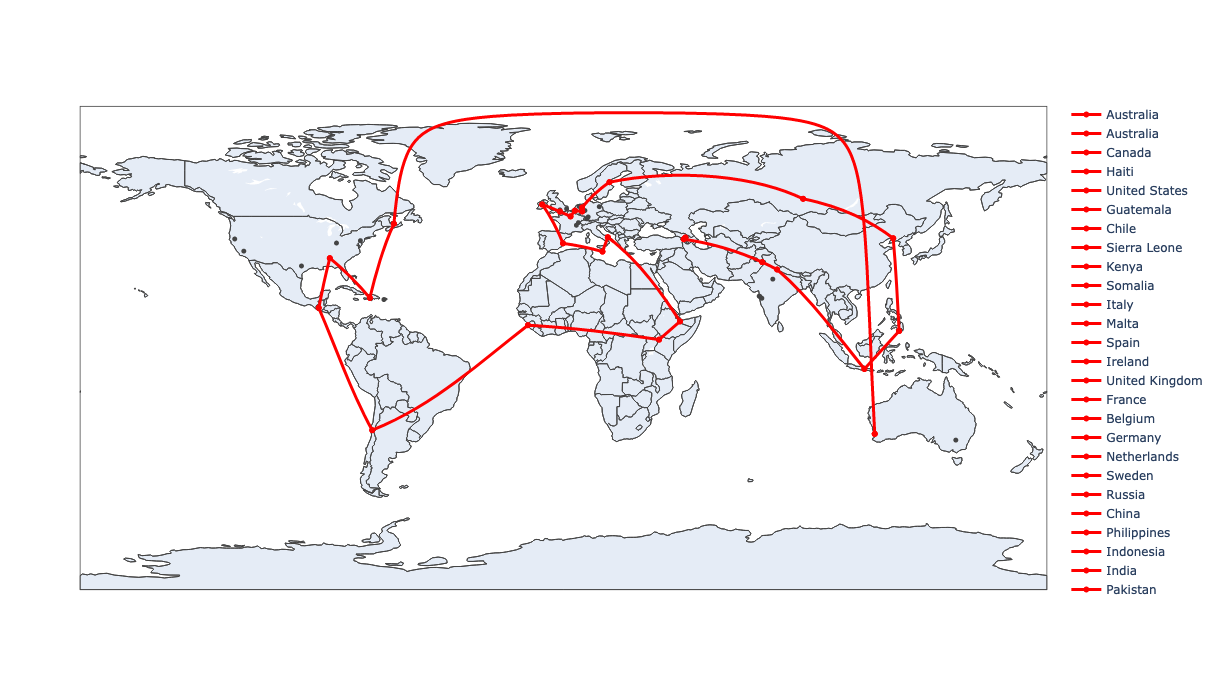 Australia
Australia
Canada
Haiti
United States
Guatemala
Chile
Sierra Leone
Kenya
Somalia
Italy
Malta
Spain
Ireland
United Kingdom
France
Belgium
Germany
Netherlands
Sweden
Russia
China
Philippines
Indonesia
India
Pakistan